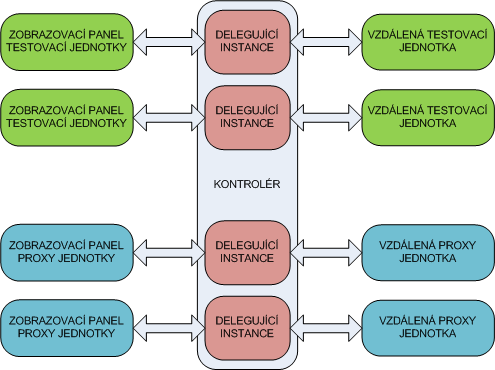 ZOBRAZOVACÍ PANEL
TESTOVACÍ JEDNOTKY
DELEGUJÍCÍ
INSTANCE
VZDÁLENÁ TESTOVACÍ
JEDNOTKA
ZOBRAZOVACÍ PANEL
TESTOVACÍ JEDNOTKY
DELEGUJÍCÍ
INSTANCE
VZDÁLENÁ TESTOVACÍ
JEDNOTKA
KONTROLÉR
ZOBRAZOVACÍ PANEL
PROXY JEDNOTKY
DELEGUJÍCÍ
INSTANCE
VZDÁLENÁ PROXY
JEDNOTKA
ZOBRAZOVACÍ PANEL
PROXY JEDNOTKY
DELEGUJÍCÍ
INSTANCE
VZDÁLENÁ PROXY
JEDNOTKA